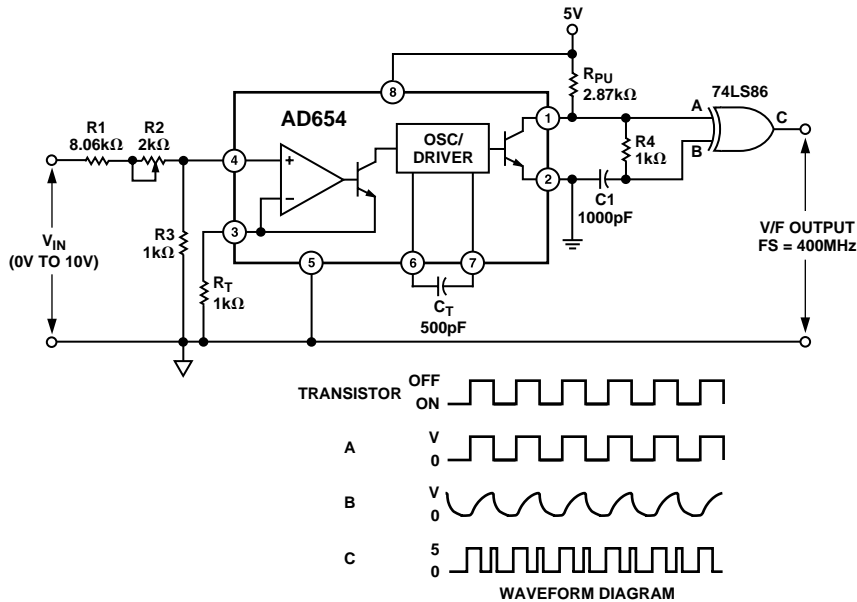 5V
RPU
2.87kΩ
74LS86
8
A
C
B
AD654
OSC/
DRIVER
1
R1
8.06kΩ
R2
2kΩ
4
+
–
R4
1kΩ
2
C1
1000pF
3
VIN
(0V TO 10V)
R3
1kΩ
RT
1kΩ
5
6
7
CT
500pF
V/F OUTPUT
FS = 400MHz
TRANSISTOR
OFF
ON
A
V
0
B
V
0
C
5
0
WAVEFORM DIAGRAM